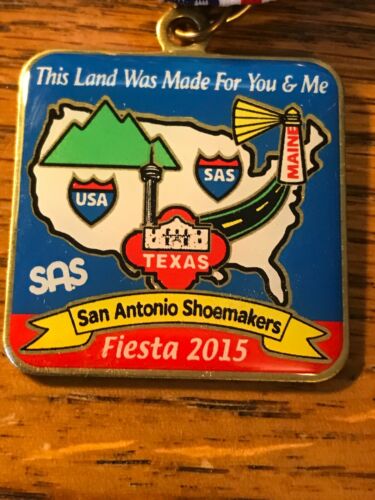 This Land Was Made For You & Me
MAINE
SAS
USA
TEXAS
SAS
San Antonio Shoemakers
Fiesta 2015